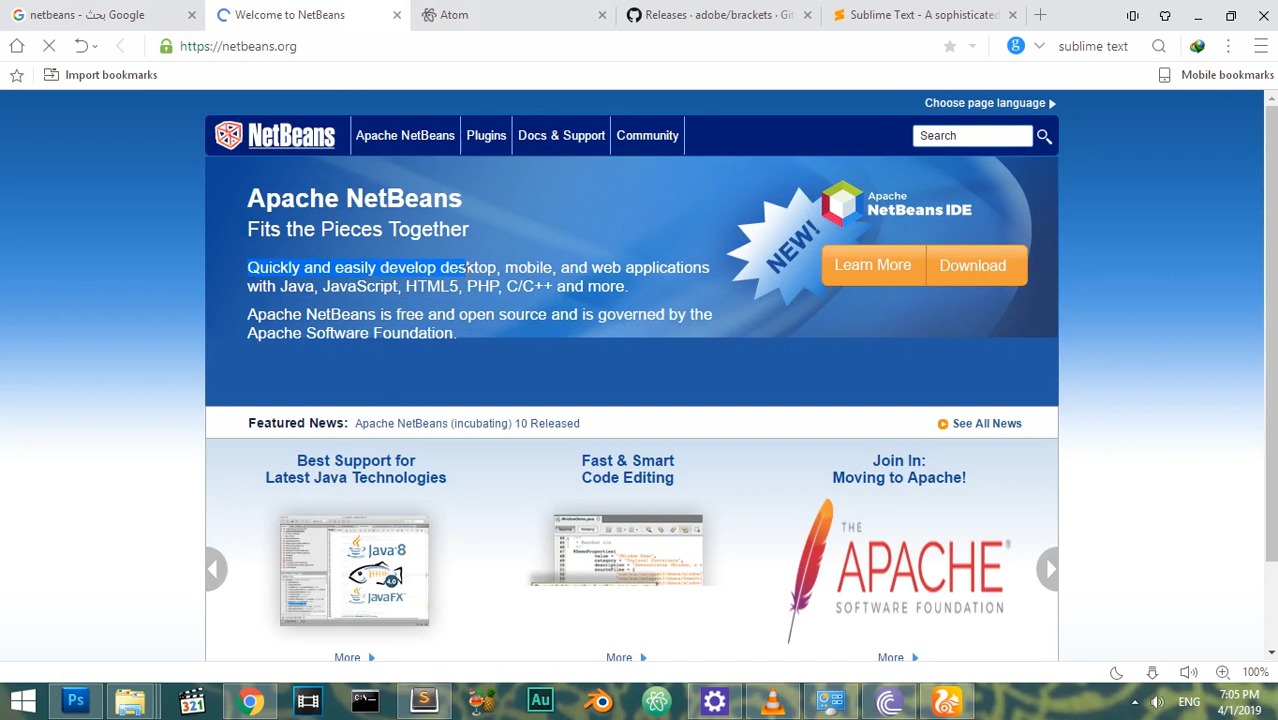 netbeans - بحث Google
Welcome to NetBeans
Atom
Releases · adobe/brackets · Git
Sublime Text - A sophisticated
https://netbeans.org
sublime text
Import bookmarks
Mobile bookmarks
Choose page language
NetBeans
Apache NetBeans
Plugins
Docs & Support
Community
Search
Apache NetBeans
Fits the Pieces Together
Quickly and easily develop desktop, mobile, and web applications
with Java, JavaScript, HTML5, PHP, C/C++ and more.
Apache NetBeans is free and open source and is governed by the
Apache Software Foundation.
NEW!
Apache
NetBeans IDE
Learn More
Download
Featured News: Apache NetBeans (incubating) 10 Released
See All News
Best Support for
Latest Java Technologies
Fast & Smart
Code Editing
Join In:
Moving to Apache!
Java 8
JavaFX
THE
APACHE®
SOFTWARE FOUNDATION
More
More
More
100%
Ps
321
S
Au
ENG
7:05 PM
4/1/2019